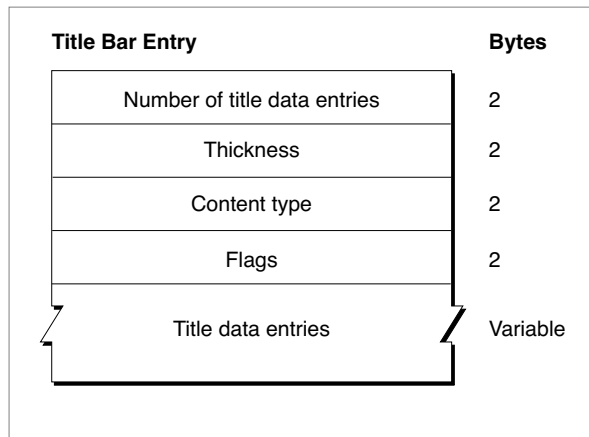 Title Bar Entry Bytes
Number of title data entries 2
Thickness 2
Content type 2
Flags 2
Title data entries Variable